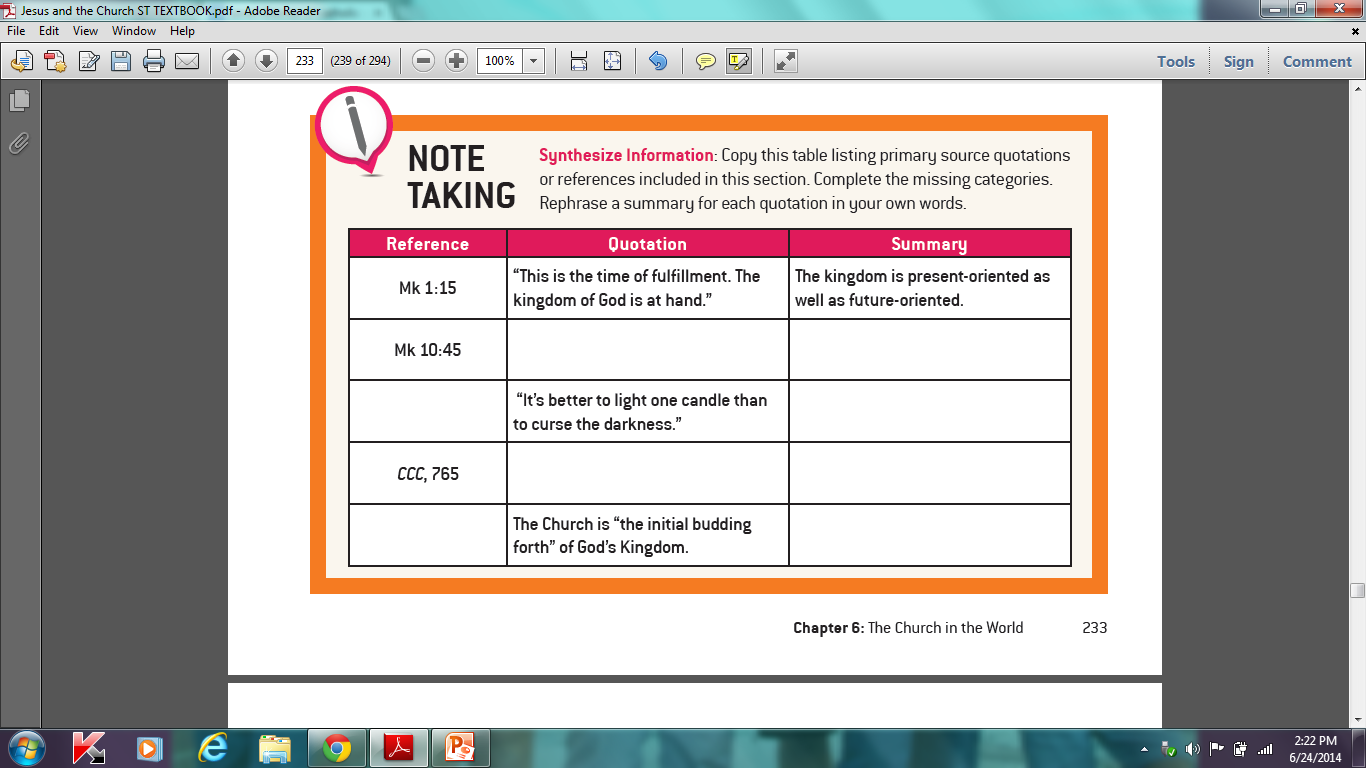 Jesus and the Church ST TEXTBOOK.pdf - Adobe Reader
File Edit View Window Help
233 (239 of 294) 100% Tools Sign Comment
NOTE
TAKING
Synthesize Information: Copy this table listing primary source quotations
or references included in this section. Complete the missing categories.
Rephrase a summary for each quotation in your own words.
Reference Quotation Summary
Mk 1:15
“This is the time of fulfillment. The
kingdom of God is at hand.”
The kingdom is present-oriented as
well as future-oriented.
Mk 10:45
“It’s better to light one candle than
to curse the darkness.”
CCC, 765
The Church is “the initial budding
forth” of God’s Kingdom.
Chapter 6: The Church in the World 233
2:22 PM
6/24/2014